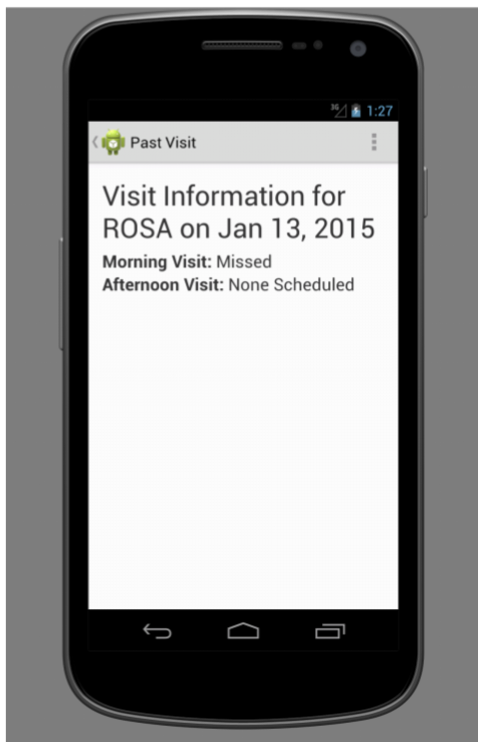 3G 1:27
Past Visit
Visit Information for
ROSA on Jan 13, 2015
Morning Visit: Missed
Afternoon Visit: None Scheduled